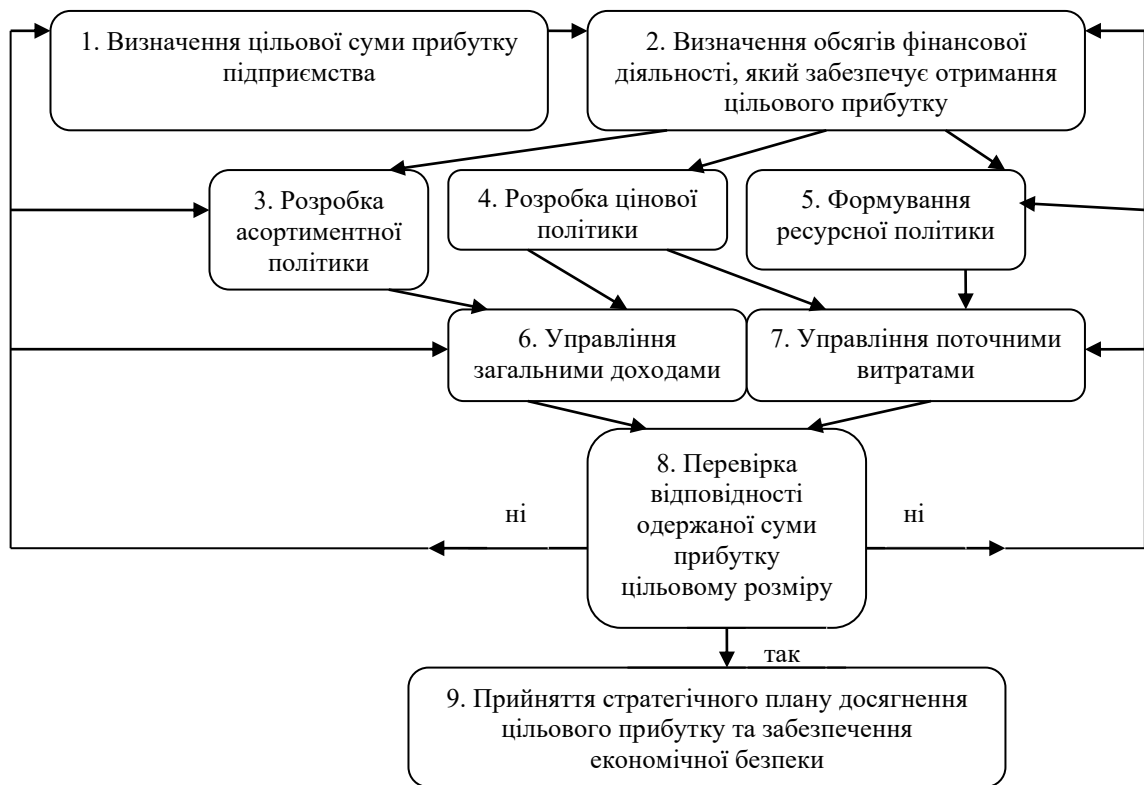 1. Визначення цільової суми прибутку
підприємства
2. Визначення обсягів фінансової
діяльності, який забезпечує отримання
цільового прибутку
3. Розробка
асортиментної
політики
4. Розробка цінової
політики
5. Формування
ресурсної політики
6. Управління
загальними доходами
7. Управління поточними
витратами
8. Перевірка
відповідності
одержаної суми
прибутку
цільовому розміру
ні
ні
так
9. Прийняття стратегічного плану досягнення
цільового прибутку та забезпечення
економічної безпеки